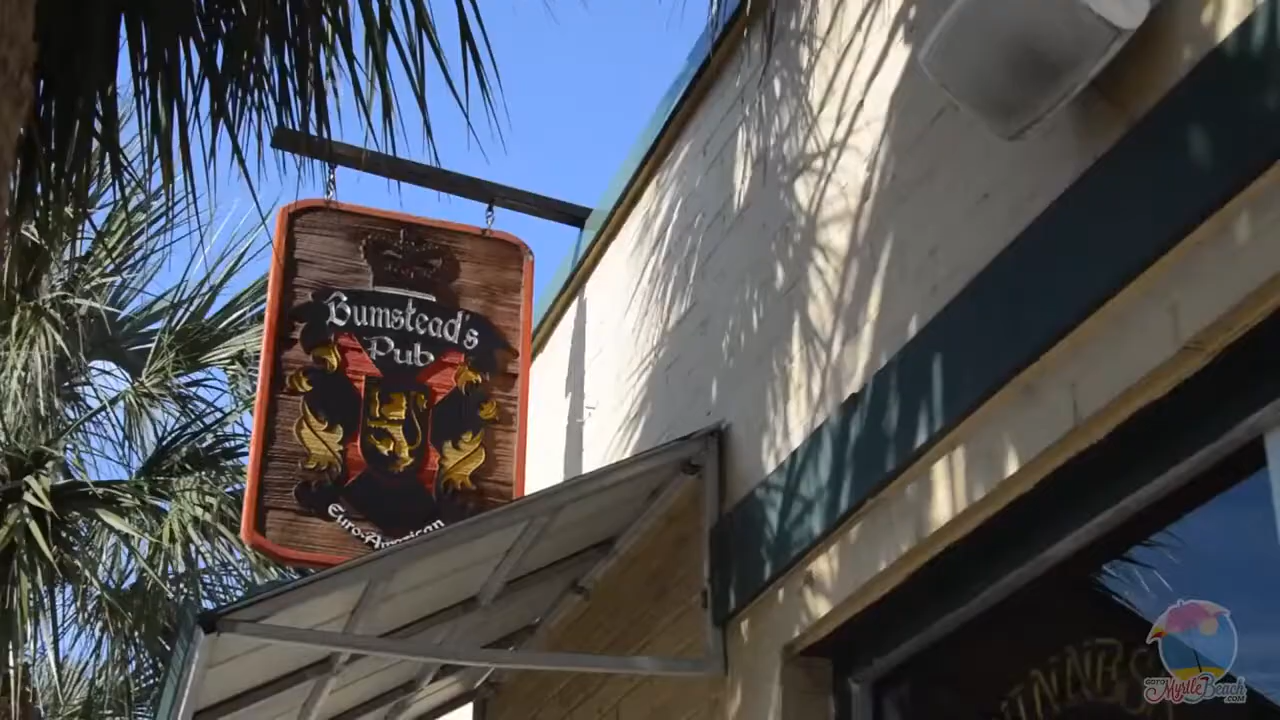 Bumstead's
Pub
Euro-American
GOTO
MyrtleBeach
.COM